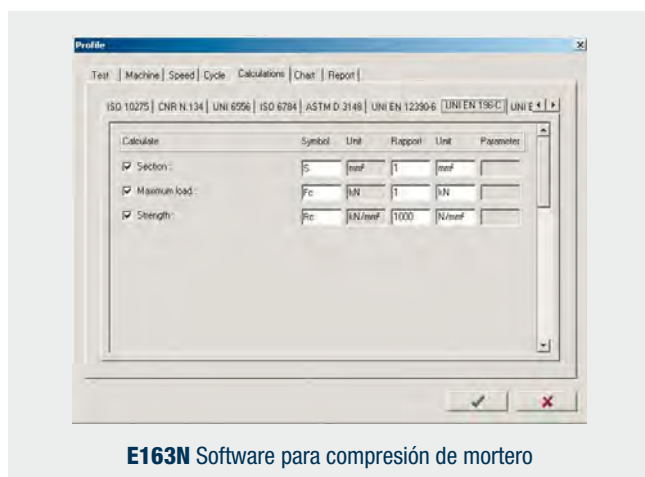 Profile
Test | Machine | Speed | Cycle | Calculations | Chart | Report |
ISO 10275 | CNR N.134 | UNI 6556 | ISO 6784 | ASTM D 3148 | UNI EN 12390-6 | UNI EN 196-C | UNI E
Calculate Symbol Unit Rapport Unit Parameter
Section : S mm² 1 mm²
Maximum load : Fc kN 1 kN
Strength : Rc kN/mm² 1000 N/mm²
E163N Software para compresión de mortero